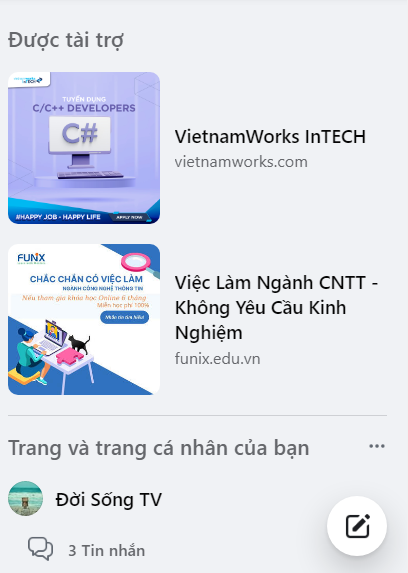 Được tài trợ
InTECH
TUYỂN DỤNG
C/C++ DEVELOPERS
C#
#HAPPY JOB - HAPPY LIFE
APPLY NOW
VietnamWorks InTECH
vietnamworks.com
FUNiX
CHẮC CHẮN CÓ VIỆC LÀM
NGÀNH CÔNG NGHỆ THÔNG TIN
Nếu tham gia khóa học Online 6 tháng
Miễn học phí 100%
Nhắn tin tìm hiểu!
Việc Làm Ngành CNTT -
Không Yêu Cầu Kinh
Nghiệm
funix.edu.vn
Trang và trang cá nhân của bạn
Đời Sống TV
3 Tin nhắn